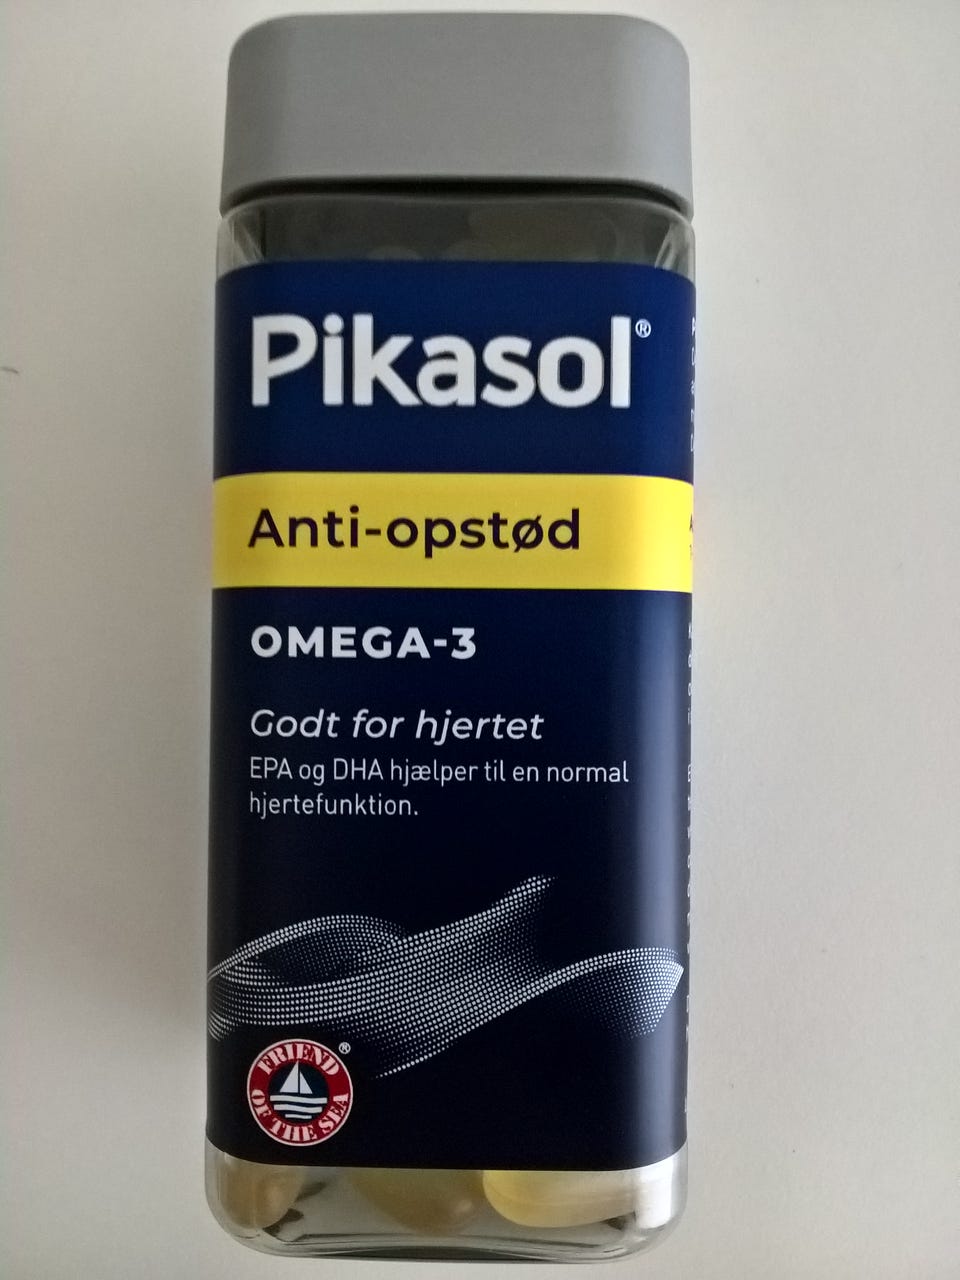 Pikasol®
Anti-opstød
OMEGA-3
Godt for hjertet
EPA og DHA hjælper til en normal
hjertefunktion.
FRIEND
OF THE SEA
®